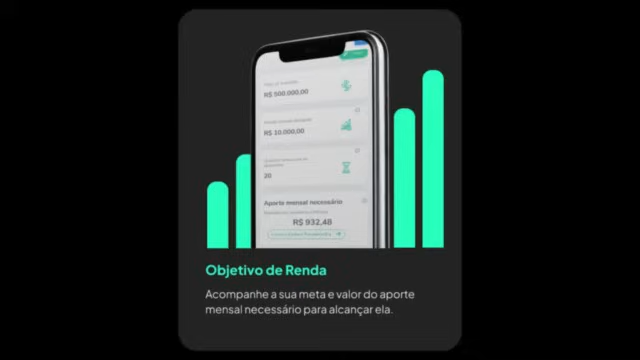 R$ 500.000,00
R$ 10.000,00
20
Aporte mensal necessário
R$ 932,48
Objetivo de Renda
Acompanhe a sua meta e valor do aporte
mensal necessário para alcançar ela.